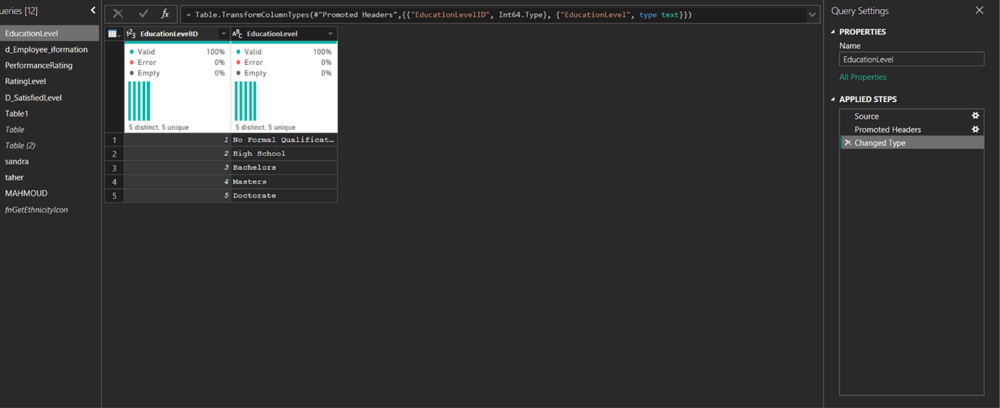 ueries [12]
EducationLevel
d_Employee_iformation
PerformanceRating
RatingLevel
D_SatisfiedLevel
Table1
Table
Table (2)
sandra
taher
MAHMOUD
fnGetEthnicityIcon
fx
= Table.TransformColumnTypes(#"Promoted Headers",{{"EducationLevelID", Int64.Type}, {"EducationLevel", type text}})
123 EducationLevelID ABC EducationLevel
Valid 100% Valid 100%
Error 0% Error 0%
Empty 0% Empty 0%
5 distinct, 5 unique 5 distinct, 5 unique
1 1 No Formal Qualificat…
2 2 High School
3 3 Bachelors
4 4 Masters
5 5 Doctorate
Query Settings
PROPERTIES
Name
EducationLevel
All Properties
APPLIED STEPS
Source
Promoted Headers
Changed Type